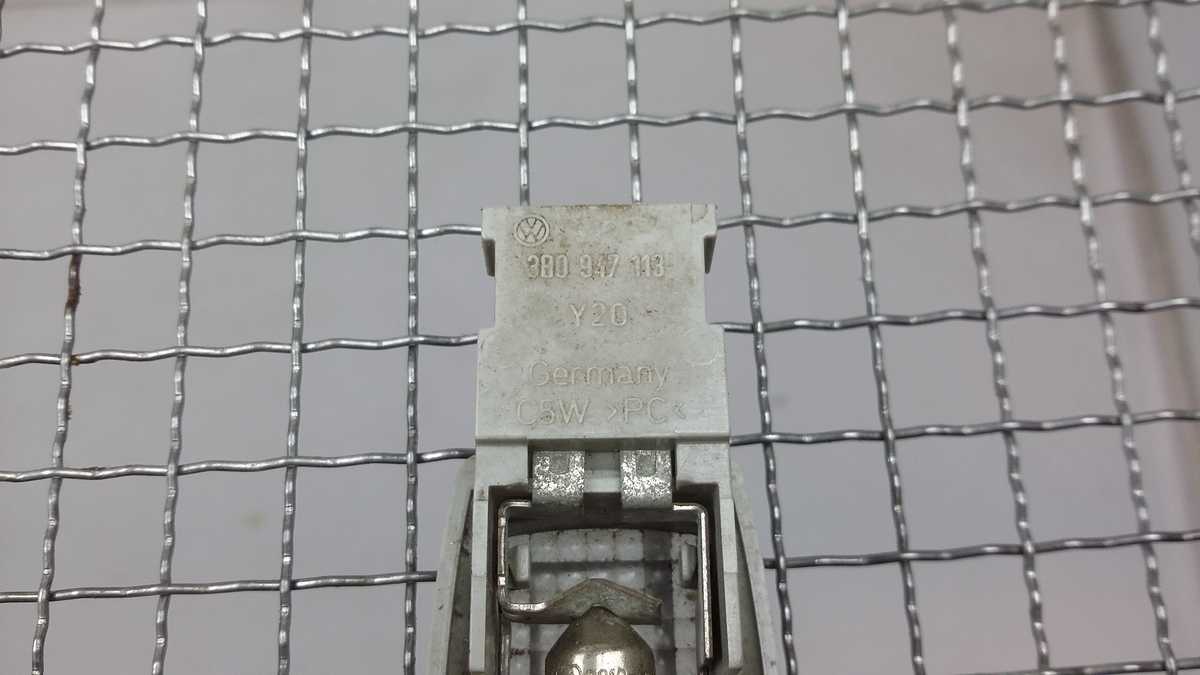 3B0 947 113
Y20
Germany
C5W >PC<